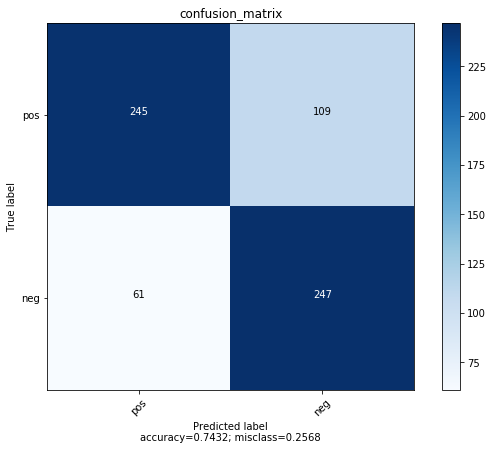 confusion_matrix
True label
pos
245
109
neg
61
247
pos
neg
Predicted label
accuracy=0.7432; misclass=0.2568
225
200
175
150
125
100
75